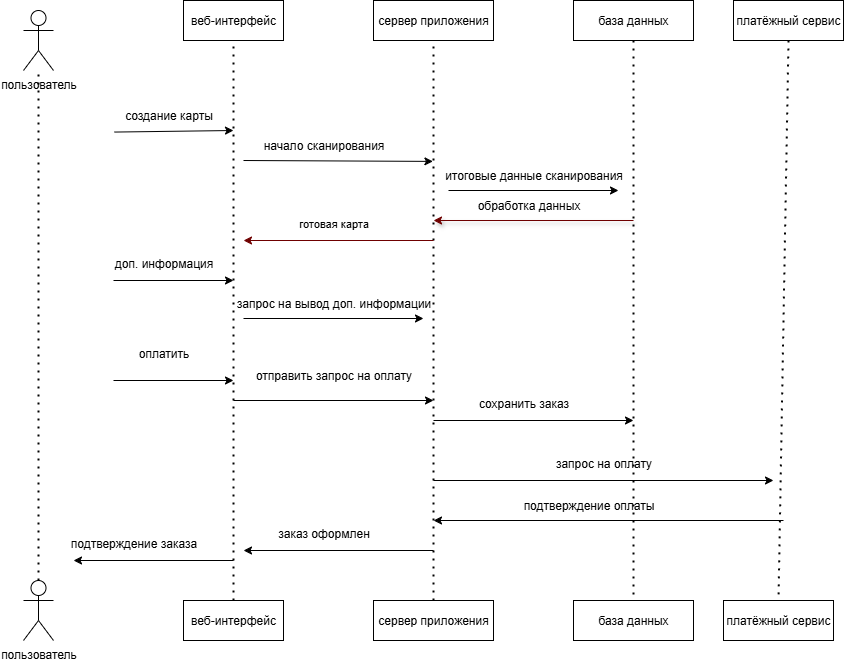 веб-интерфейс
сервер приложения
база данных
платёжный сервис
пользователь
создание карты
начало сканирования
итоговые данные сканирования
обработка данных
готовая карта
доп. информация
запрос на вывод доп. информации
оплатить
отправить запрос на оплату
сохранить заказ
запрос на оплату
подтверждение оплаты
заказ оформлен
подтверждение заказа
веб-интерфейс
сервер приложения
база данных
платёжный сервис
пользователь